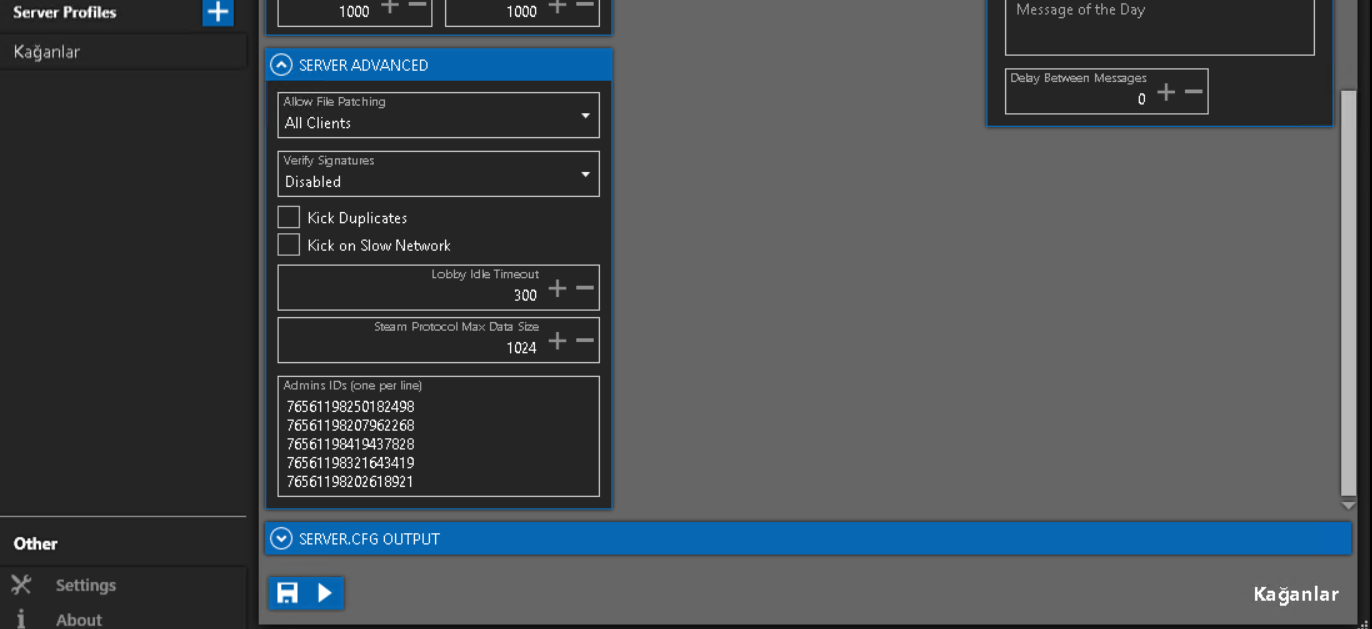 Server Profiles
Kağanlar
1000
1000
SERVER ADVANCED
Allow File Patching
All Clients
Verify Signatures
Disabled
Kick Duplicates
Kick on Slow Network
Lobby Idle Timeout
300
Steam Protocol Max Data Size
1024
Admins IDs (one per line)
76561198250182498
76561198207962268
76561198419437828
76561198321643419
76561198202618921
Message of the Day
Delay Between Messages
0
SERVER.CFG OUTPUT
Other
Settings
About
Kağanlar